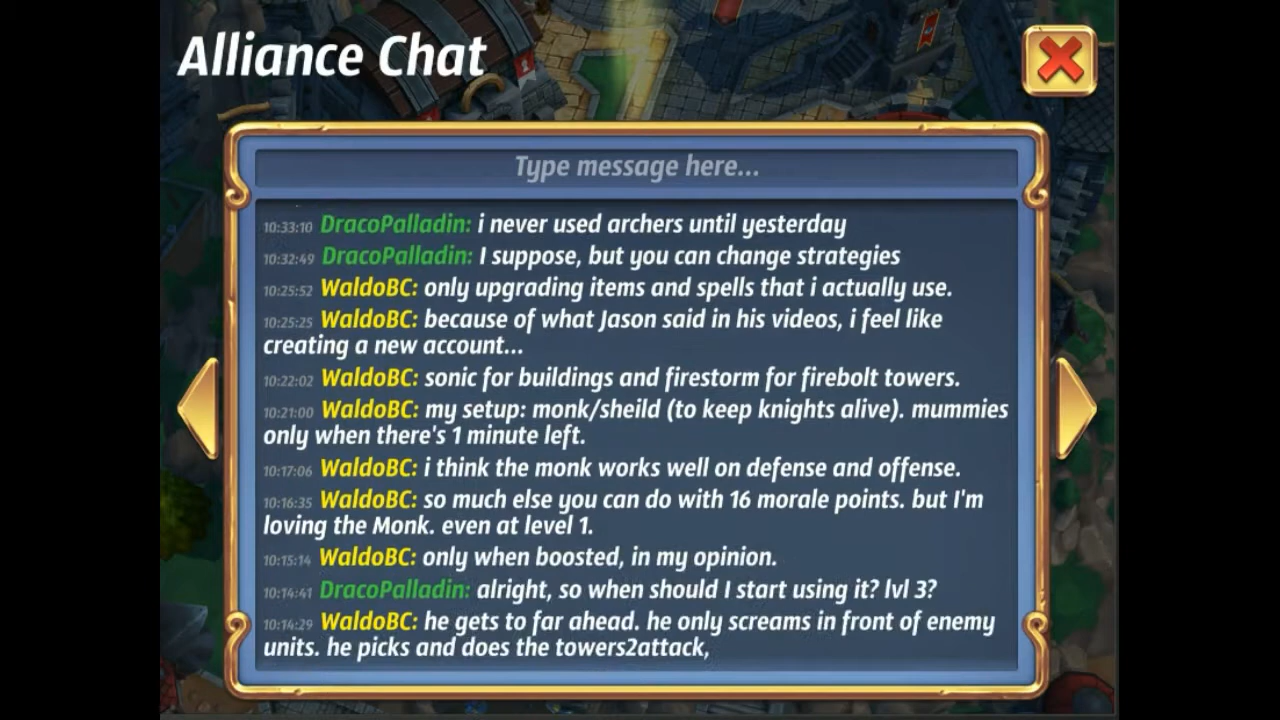 Alliance Chat
Type message here...
10:33:10 DracoPalladin: i never used archers until yesterday
10:32:49 DracoPalladin: I suppose, but you can change strategies
10:25:52 WaldoBC: only upgrading items and spells that i actually use.
10:25:25 WaldoBC: because of what Jason said in his videos, i feel like
creating a new account...
10:22:02 WaldoBC: sonic for buildings and firestorm for firebolt towers.
10:21:00 WaldoBC: my setup: monk/sheild (to keep knights alive). mummies
only when there's 1 minute left.
10:17:06 WaldoBC: i think the monk works well on defense and offense.
10:16:35 WaldoBC: so much else you can do with 16 morale points. but I'm
loving the Monk. even at level 1.
10:15:14 WaldoBC: only when boosted, in my opinion.
10:14:41 DracoPalladin: alright, so when should I start using it? lvl 3?
10:14:29 WaldoBC: he gets to far ahead. he only screams in front of enemy
units. he picks and does the towers2attack,